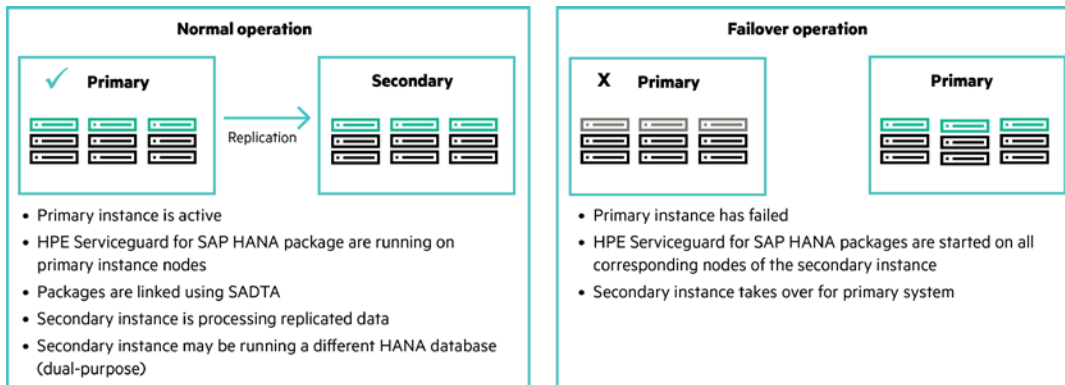 Normal operation
Primary
Secondary
Replication
• Primary instance is active
• HPE Serviceguard for SAP HANA package are running on
primary instance nodes
• Packages are linked using SADTA
• Secondary instance is processing replicated data
• Secondary instance may be running a different HANA database
(dual-purpose)
Failover operation
X Primary
Primary
• Primary instance has failed
• HPE Serviceguard for SAP HANA packages are started on all
corresponding nodes of the secondary instance
• Secondary instance takes over for primary system